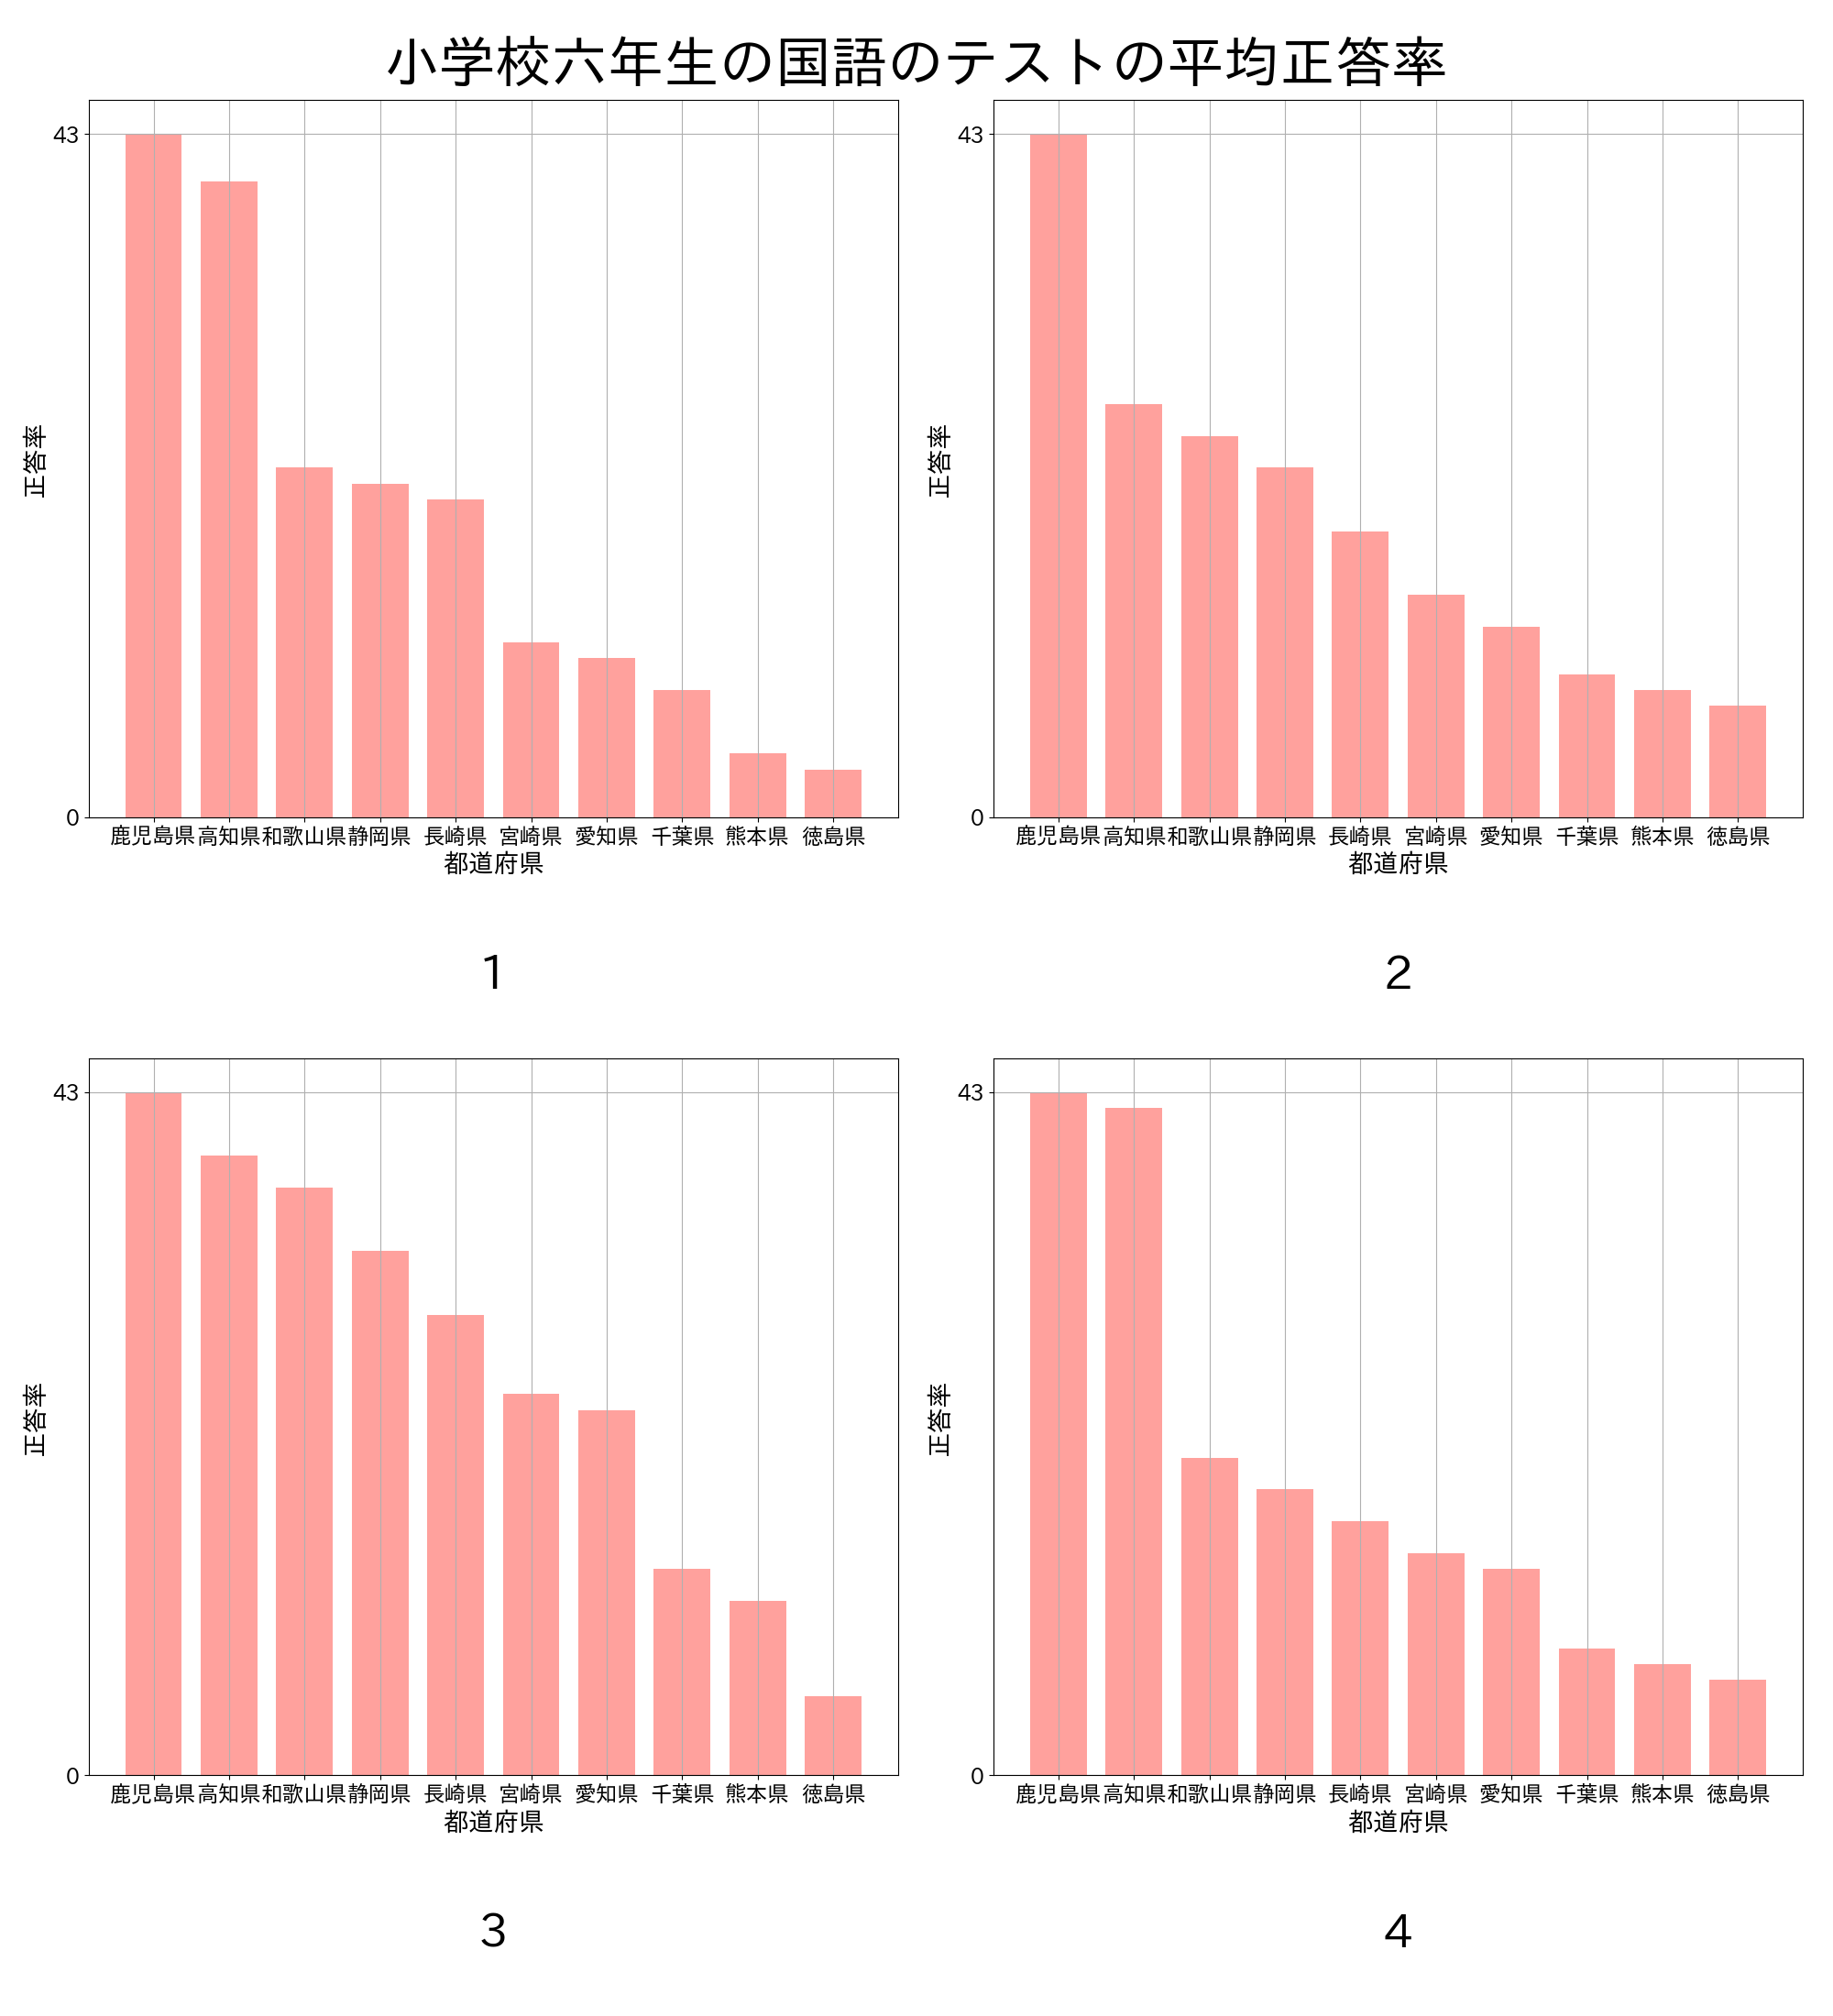 小学校六年生の国語のテストの平均正答率
43
0
正答率
鹿児島県 高知県 和歌山県 静岡県 長崎県 宮崎県 愛知県 千葉県 熊本県 徳島県
都道府県
1
43
0
正答率
鹿児島県 高知県 和歌山県 静岡県 長崎県 宮崎県 愛知県 千葉県 熊本県 徳島県
都道府県
2
43
0
正答率
鹿児島県 高知県 和歌山県 静岡県 長崎県 宮崎県 愛知県 千葉県 熊本県 徳島県
都道府県
3
43
0
正答率
鹿児島県 高知県 和歌山県 静岡県 長崎県 宮崎県 愛知県 千葉県 熊本県 徳島県
都道府県
4